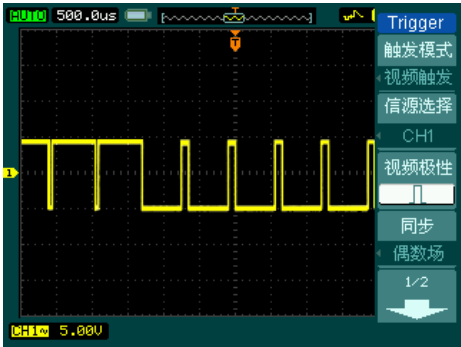 AUTO 500.0us
T
Trigger
触发模式
视频触发
信源选择
CH1
视频极性
同步
偶数场
1/2
1
CH1~ 5.00V